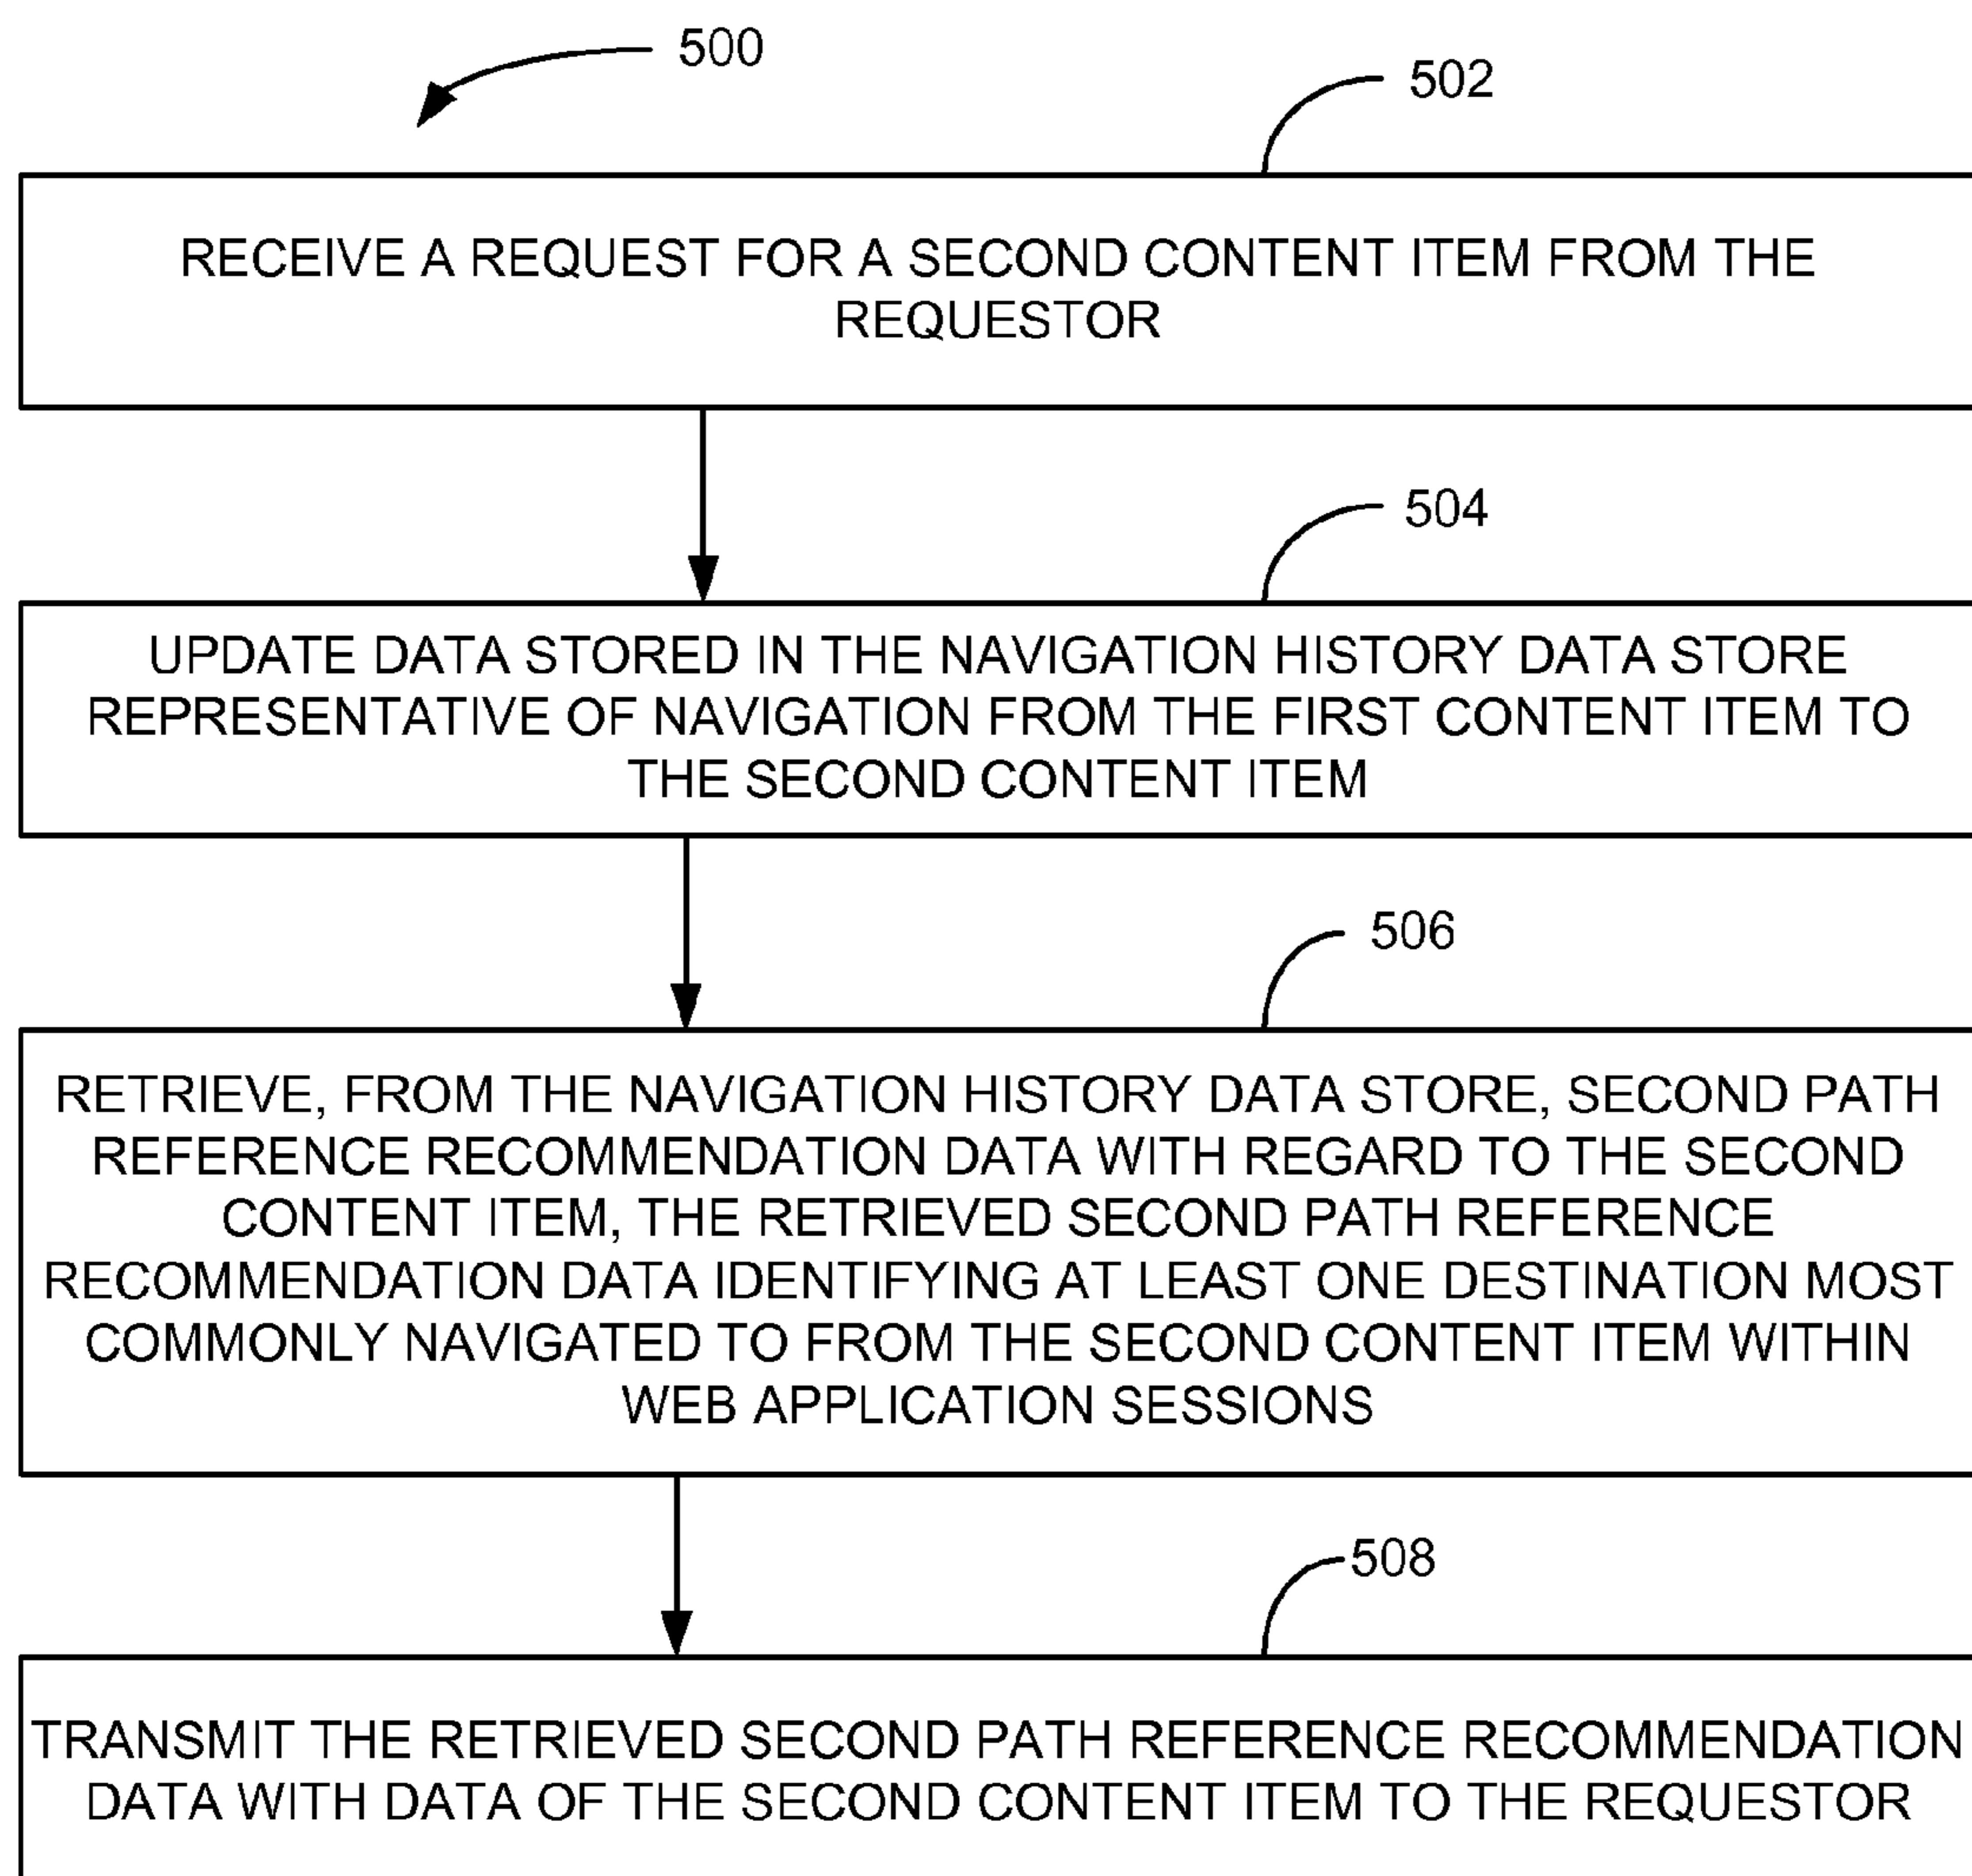 500
502
RECEIVE A REQUEST FOR A SECOND CONTENT ITEM FROM THE
REQUESTOR
504
UPDATE DATA STORED IN THE NAVIGATION HISTORY DATA STORE
REPRESENTATIVE OF NAVIGATION FROM THE FIRST CONTENT ITEM TO
THE SECOND CONTENT ITEM
506
RETRIEVE, FROM THE NAVIGATION HISTORY DATA STORE, SECOND PATH
REFERENCE RECOMMENDATION DATA WITH REGARD TO THE SECOND
CONTENT ITEM, THE RETRIEVED SECOND PATH REFERENCE
RECOMMENDATION DATA IDENTIFYING AT LEAST ONE DESTINATION MOST
COMMONLY NAVIGATED TO FROM THE SECOND CONTENT ITEM WITHIN
WEB APPLICATION SESSIONS
508
TRANSMIT THE RETRIEVED SECOND PATH REFERENCE RECOMMENDATION
DATA WITH DATA OF THE SECOND CONTENT ITEM TO THE REQUESTOR